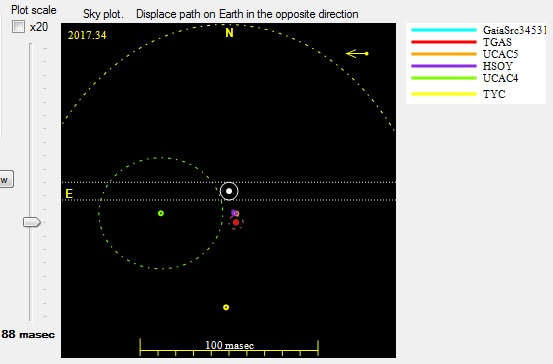 Plot scale
Sky plot. Displace path on Earth in the opposite direction
x20
2017.34
N
E
w
88 masec
100 masec
GaiaSrc34531
TGAS
UCAC5
HSOY
UCAC4
TYC